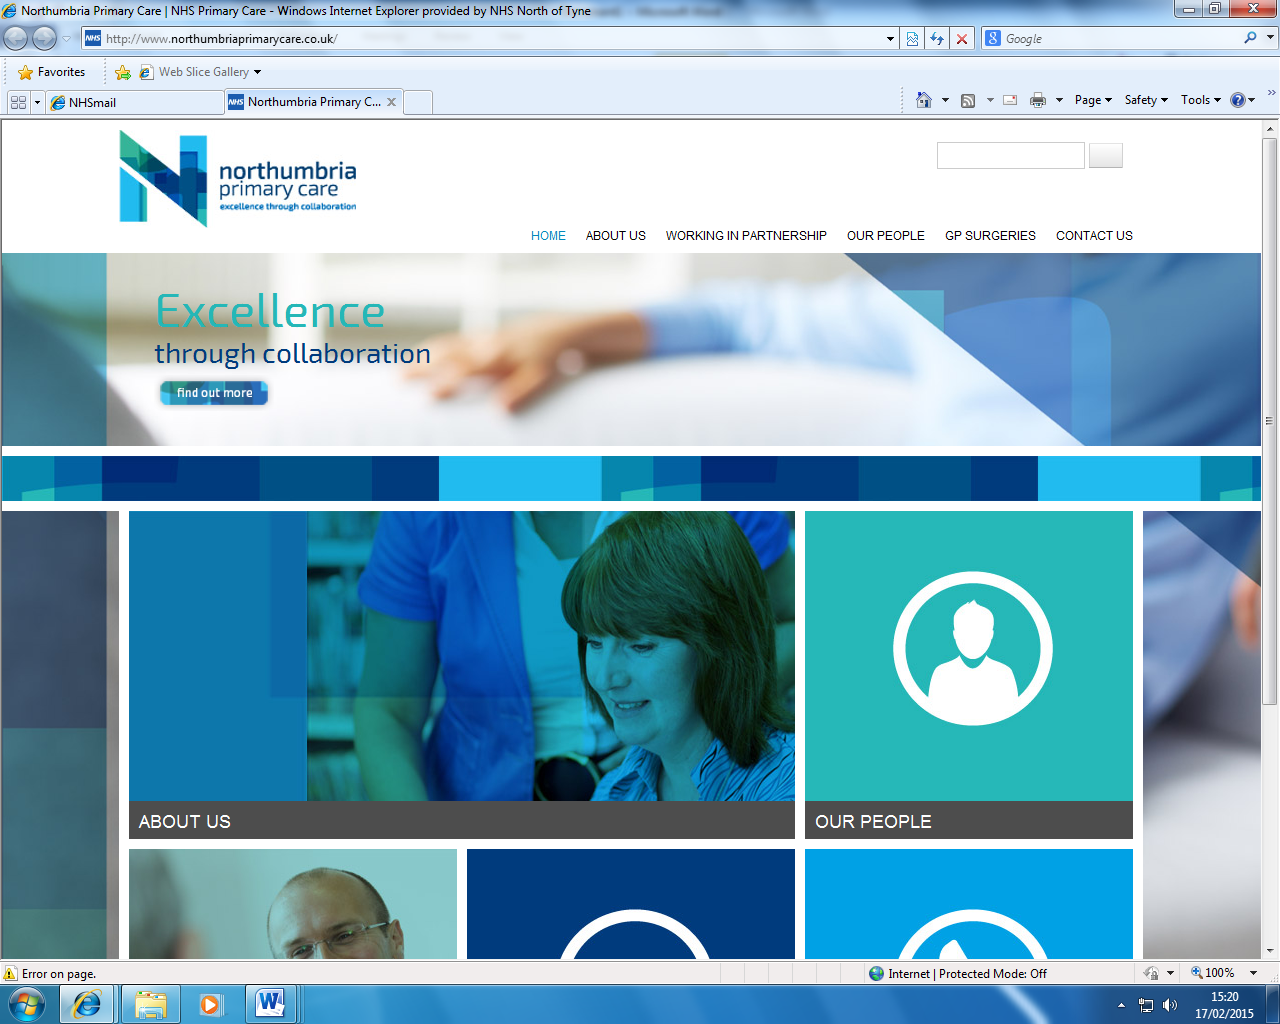 Northumbria Primary Care | NHS Primary Care - Windows Internet Explorer provided by NHS North of Tyne
NHS http://www.northumbriaprimarycare.co.uk/
Google
Favorites
Web Slice Gallery
NHSmail
NHS Northumbria Primary C...
Page
Safety
Tools
northumbria
primary care
excellence through collaboration
HOME
ABOUT US
WORKING IN PARTNERSHIP
OUR PEOPLE
GP SURGERIES
CONTACT US
Excellence
through collaboration
find out more
ABOUT US
OUR PEOPLE
Error on page.
Internet | Protected Mode: Off
100%
15:20
17/02/2015